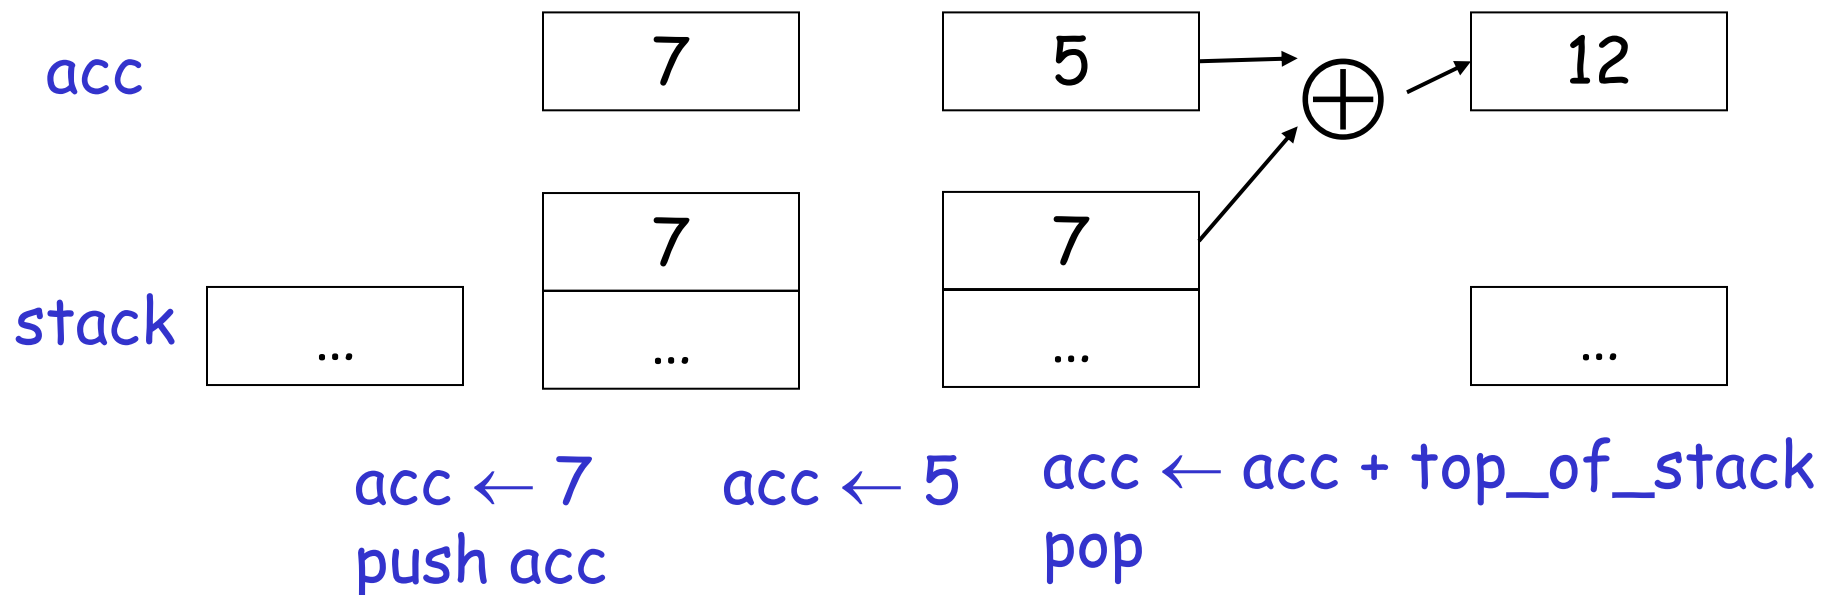 acc 7 5 12
7 7
stack ... ... ... ...
acc ← 7 acc ← 5 acc ← acc + top_of_stack
push acc pop